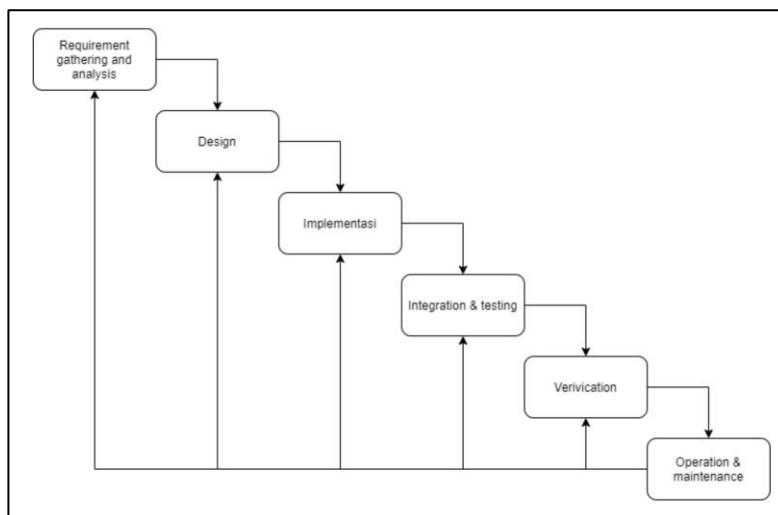 Requirement
gathering and
analysis
Design
Implementasi
Integration & testing
Verivication
Operation &
maintenance